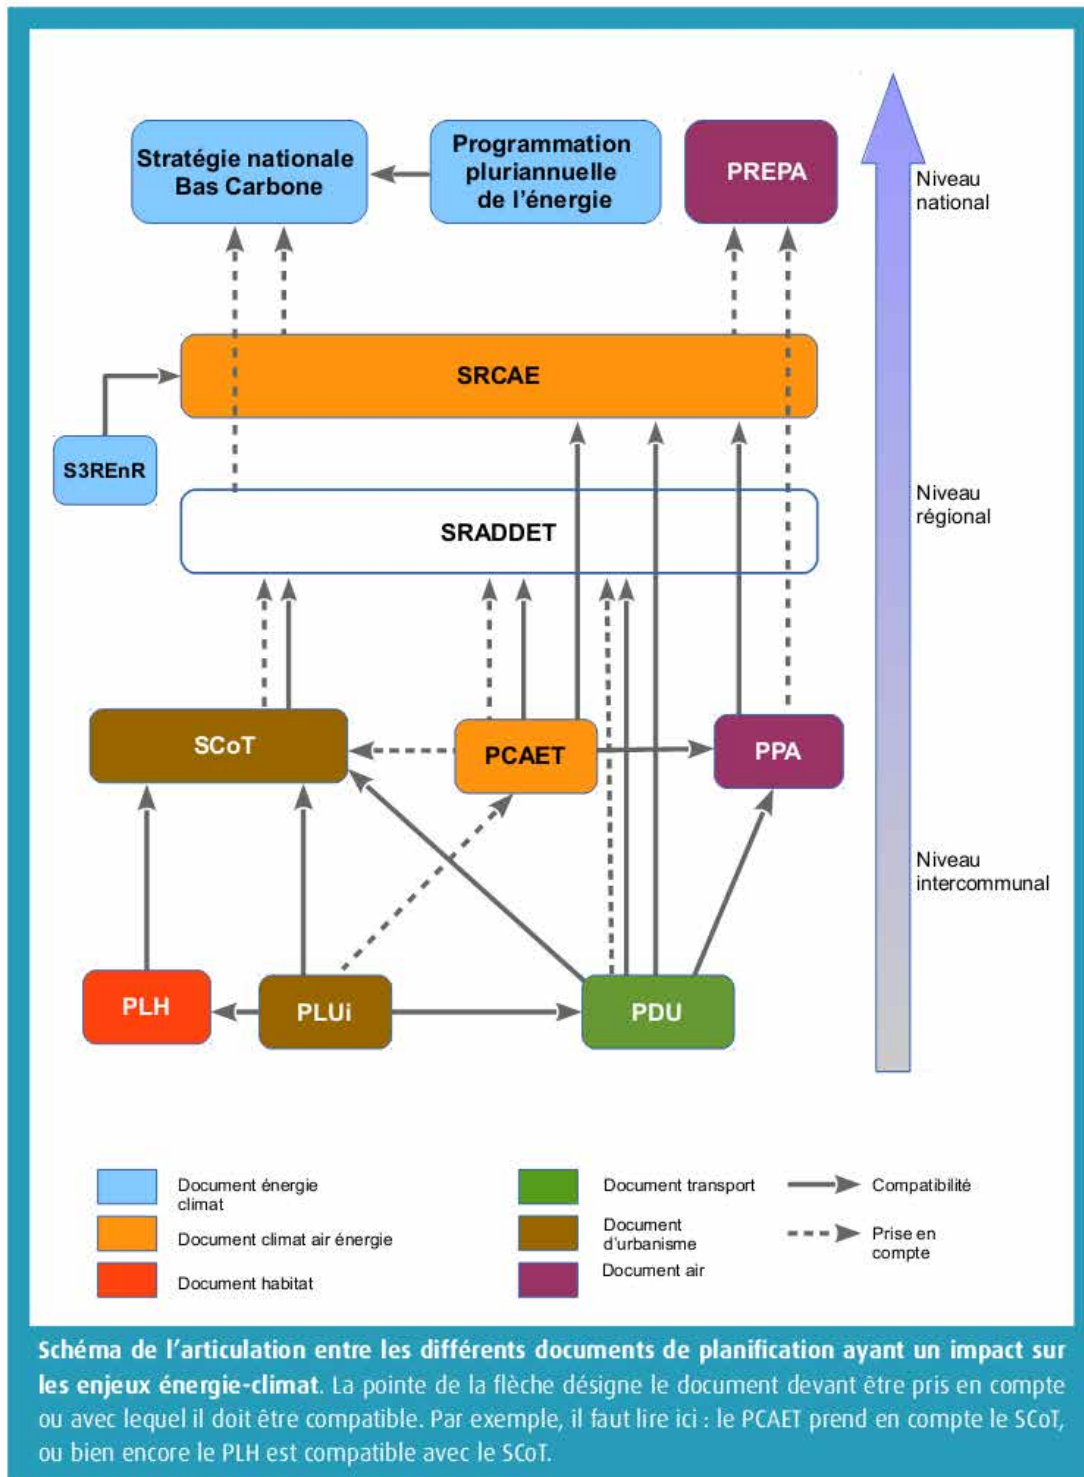 Stratégie nationale
Bas Carbone
Programmation
pluriannuelle
de l'énergie
PREPA
Niveau
national
SRCAE
S3REnR
Niveau
régional
SRADDET
SCoT
PCAET
PPA
Niveau
intercommunal
PLH
PLUi
PDU
Document énergie
climat
Document transport
Compatibilité
Document climat air énergie
Document
d'urbanisme
Prise en
compte
Document habitat
Document air
Schéma de l'articulation entre les différents documents de planification ayant un impact sur
les enjeux énergie-climat. La pointe de la flèche désigne le document devant être pris en compte
ou avec lequel il doit être compatible. Par exemple, il faut lire ici : le PCAET prend en compte le SCoT,
ou bien encore le PLH est compatible avec le SCoT.